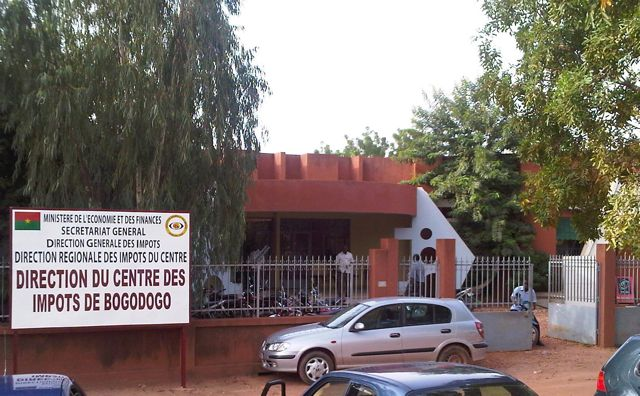 MINISTERE DE L'ECONOMIE ET DES FINANCES
SECRETARIAT GENERAL
DIRECTION GENERALE DES IMPOTS
DIRECTION REGIONALE DES IMPOTS DU CENTRE
DIRECTION DU CENTRE DES
IMPOTS DE BOGODOGO